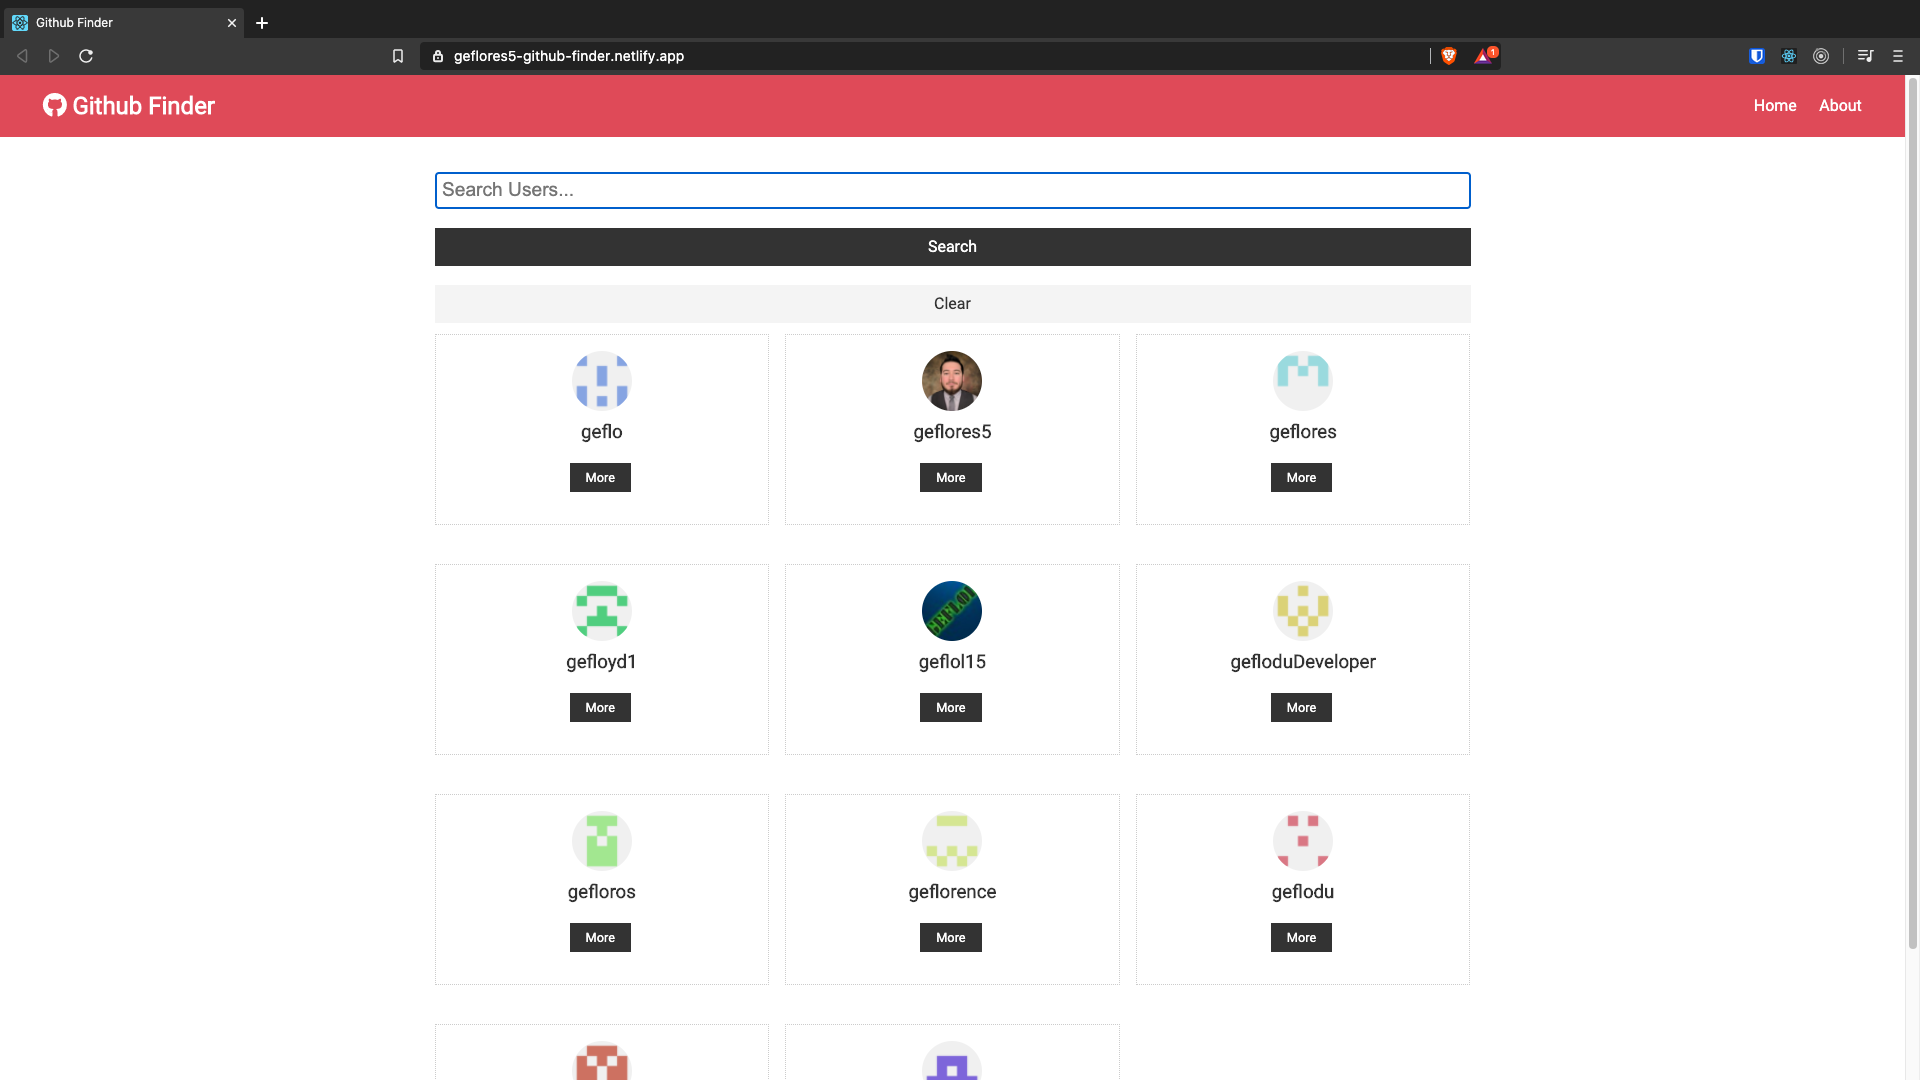 Github Finder
geflores5-github-finder.netlify.app
1
Github Finder
Home About
Search Users...
Search
Clear
geflo geflores5 geflores
More More More
gefloyd1 geflol15 gefloduDeveloper
More More More
gefloros geflorence geflodu
More More More